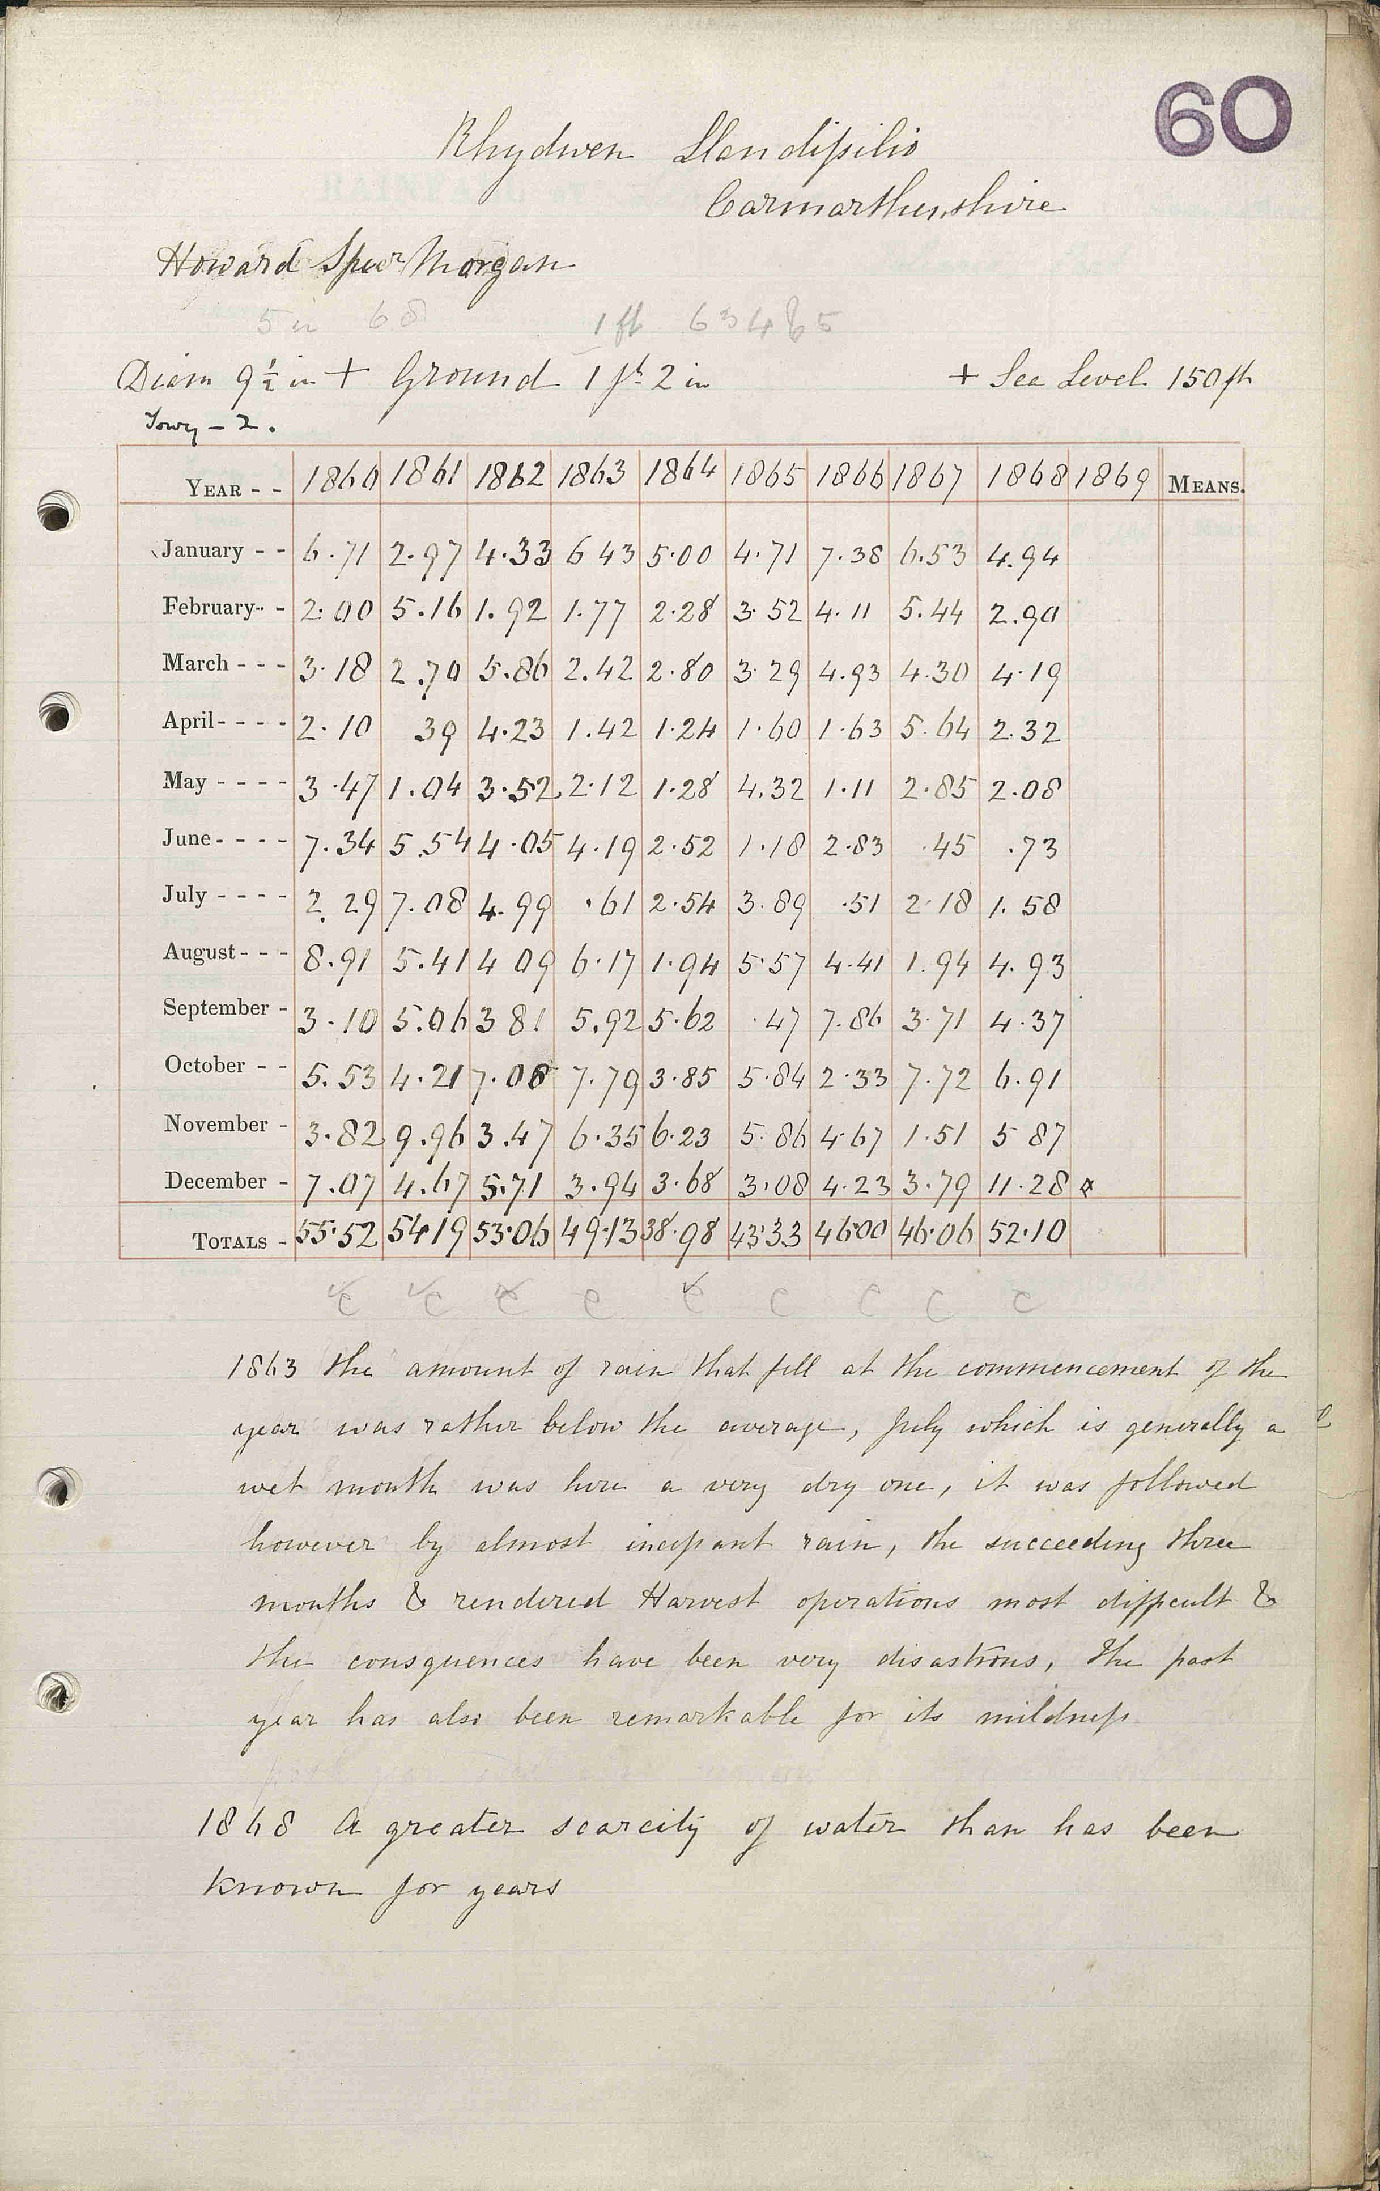 60
Rhydwen Llandissilio
Carmarthenshire
Howard Spear Morgan
5 in 68 1 ft 63465
Diam 9½ in + Ground 1 ft 2 in + Sea Level 150 ft
Towy - 2.
YEAR - - 1860 1861 1862 1863 1864 1865 1866 1867 1868 1869 MEANS.
January - - 6.71 2.97 4.33 6 43 5.00 4.71 7.38 6.53 4.94
February - - 2.00 5.16 1.92 1.77 2.28 3.52 4.11 5.44 2.90
March - - - 3.18 2.70 5.86 2.42 2.80 3.29 4.93 4.30 4.19
April - - - - 2.10 39 4.23 1.42 1.24 1.60 1.63 5.64 2.32
May - - - - 3.47 1.04 3.52 2.12 1.28 4.32 1.11 2.85 2.08
June - - - - 7.34 5.54 4.05 4.19 2.52 1.18 2.83 .45 .73
July - - - - 2.29 7.08 4.99 .61 2.54 3.89 .51 2.18 1.58
August - - - 8.91 5.41 4 09 6.17 1.94 5.57 4.41 1.94 4.93
September - 3.10 5.06 3 81 5.92 5.62 .47 7.86 3.71 4.37
October - - 5.53 4.21 7.08 7.79 3.85 5.84 2.33 7.72 6.91
November - 3.82 9.96 3.47 6.35 6.23 5.86 4.67 1.51 5 87
December - 7.07 4.67 5.71 3.94 3.68 3.08 4.23 3.79 11.28
TOTALS - 55.52 54.19 53.06 49.13 38.98 43.33 46.00 46.06 52.10
C C C C C C C C C
1863 the amount of rain that fell at the commencement of the
year was rather below the average, July which is generally a
wet month was here a very dry one, it was followed
however by almost incessant rain, the succeeding three
months & rendered Harvest operations most difficult &
the consquences have been very disastrous, The past
year has also been remarkable for its mildness
1868 A greater scarcity of water than has been
known for years